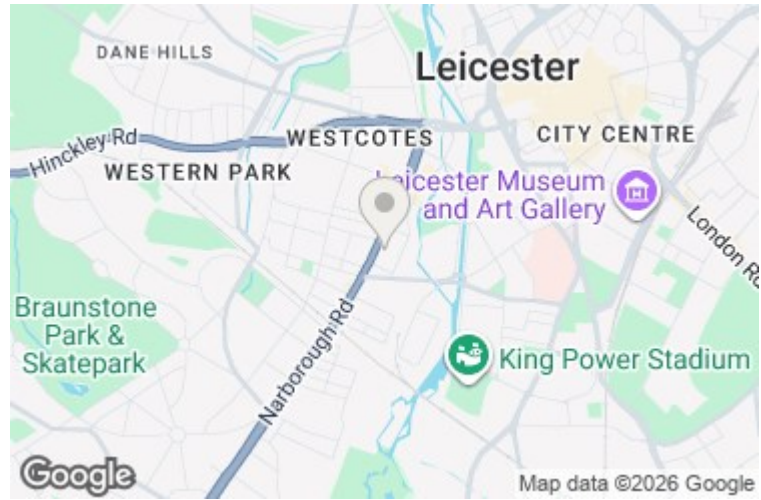 DANE HILLS
Leicester
Hinckley Rd
WESTCOTES
CITY CENTRE
WESTERN PARK
Leicester Museum
and Art Gallery
London Rd
Braunstone
Park &
Skatepark
Narborough Rd
King Power Stadium
Google
Map data ©2026 Google